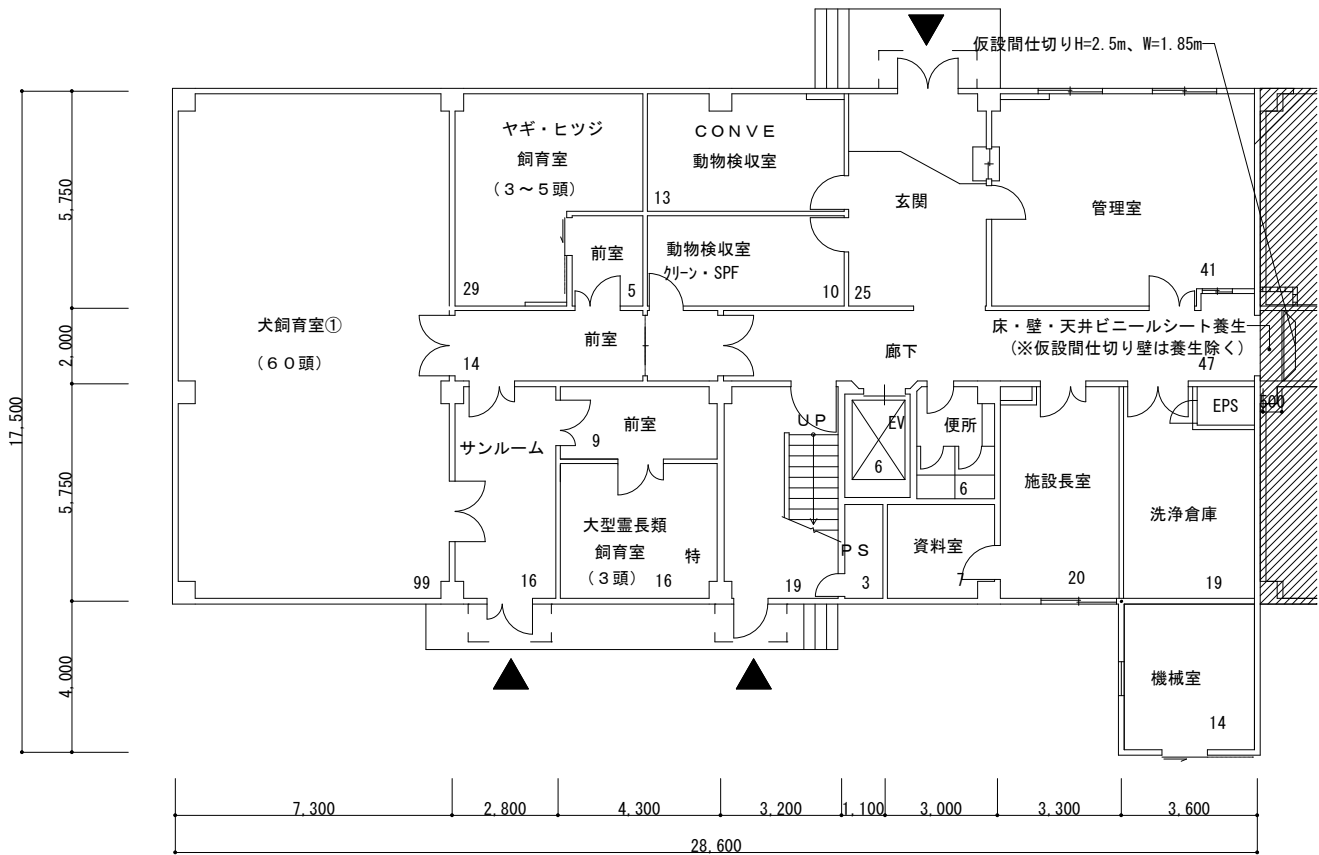 仮設間仕切りH=2.5m、W=1.85m
ヤギ・ヒツジ
飼育室
（３～５頭）
29
ＣＯＮＶＥ
動物検収室
13
玄関
25
管理室
41
前室
5
動物検収室
ｸﾘｰﾝ・SPF
10
犬飼育室①
（６０頭）
99
前室
14
廊下
47
床・壁・天井ビニールシート養生
（※仮設間仕切り壁は養生除く）
500
サンルーム
16
前室
9
大型霊長類
飼育室
（３頭）
特
16
ＵＰ
19
EV
6
便所
6
ＰＳ
3
資料室
7
施設長室
20
EPS
洗浄倉庫
19
機械室
14
5,750
2,000
5,750
4,000
17,500
7,300
2,800
4,300
3,200
1,100
3,000
3,300
3,600
28,600